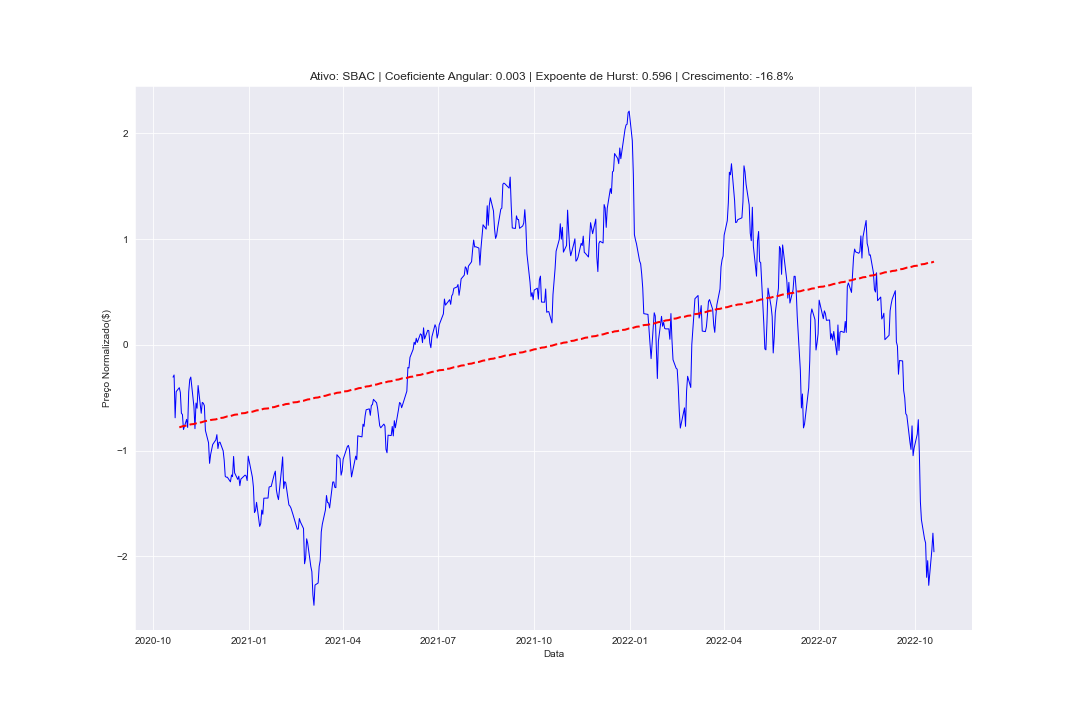 Ativo: SBAC | Coeficiente Angular: 0.003 | Expoente de Hurst: 0.596 | Crescimento: -16.8%
Preço Normalizado($)
2
1
0
−1
−2
2020-10 2021-01 2021-04 2021-07 2021-10 2022-01 2022-04 2022-07 2022-10
Data